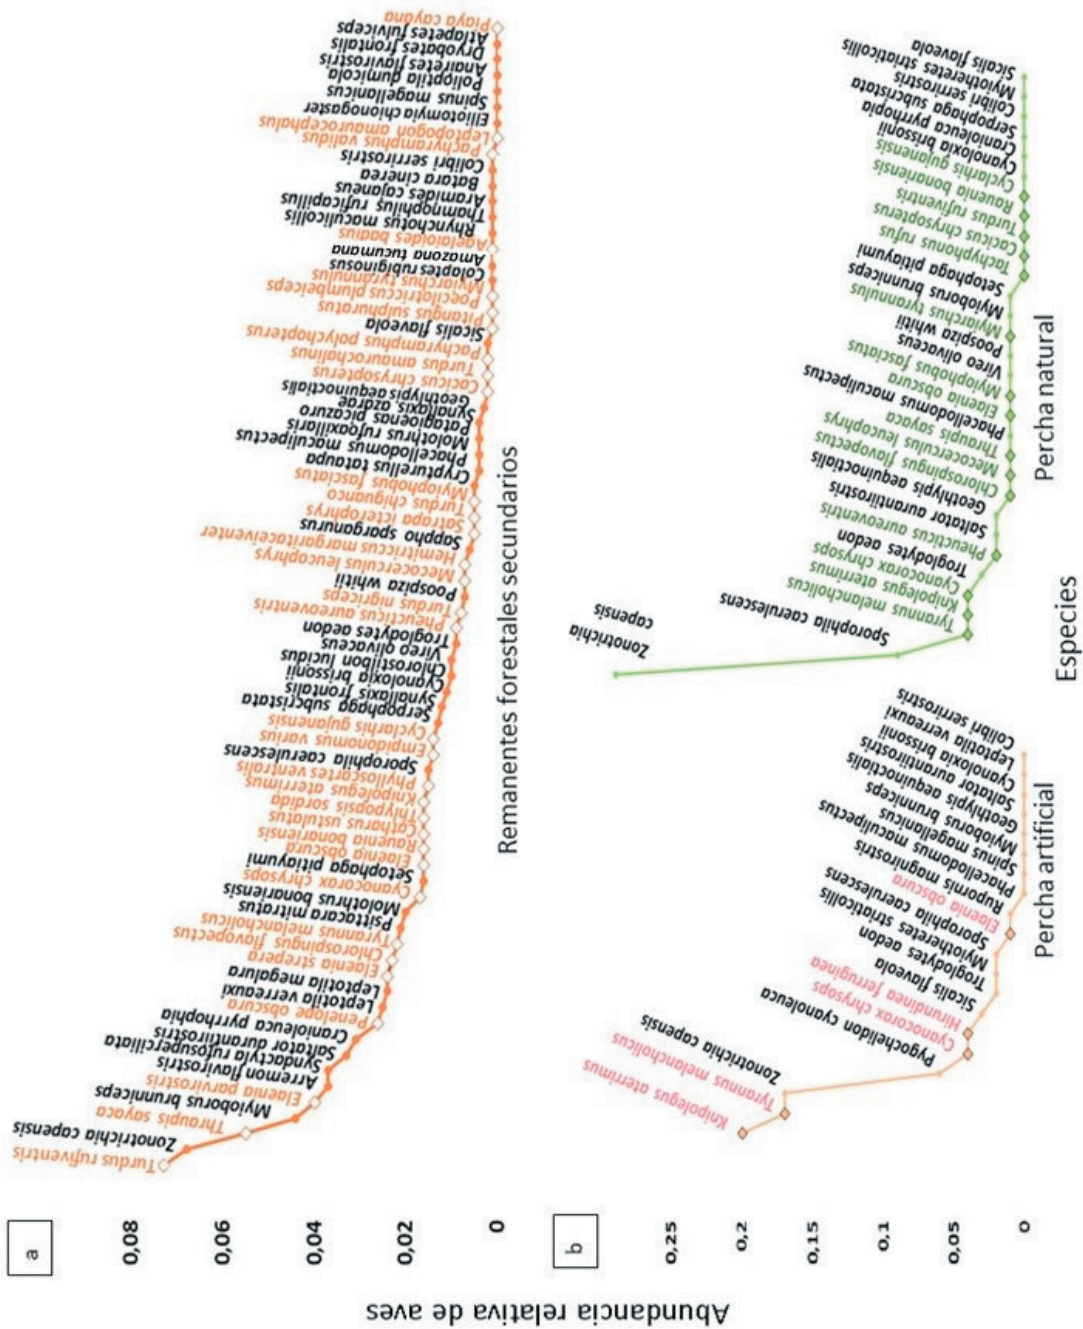 Abundancia relativa de aves
a
0,08
0,06
0,04
0,02
0
Turdus rufiventris
Zonotrichia capensis
Thraupis sayaca
Myioborus brunniceps
Elaenia parvirostris
Arremon flavirostris
Syndactyla rufosuperciliata
Saltator aurantiirostris
Cranioleuca pyrrhophia
Penelope obscura
Leptotila verreauxi
Leptotila megalura
Elaenia strepera
Chlorospingus flavopectus
Tyrannus melancholicus
Psittacara mitratus
Molothrus bonariensis
Cyanocorax chrysops
Setophaga pitiayumi
Elaenia obscura
Rauenia bonariensis
Catharus ustulatus
Thlypopsis sordida
Knipolegus aterrimus
Phylloscartes ventralis
Sporophila caerulescens
Empidonomus varius
Cyclarhis gujanensis
Serpophaga subcristata
Synallaxis frontalis
Cyanoloxia brissonii
Chlorostilbon lucidus
Vireo olivaceus
Troglodytes aedon
Pheucticus aureoventris
Turdus nigriceps
Poospiza whitii
Mecocerculus leucophrys
Hemitriccus margaritaceiventer
Sappho sparganurus
Satrapa icterophrys
Turdus chiguanco
Myiophobus fasciatus
Crypturellus tataupa
Phacellodomus maculipectus
Molothrus rufoaxillaris
Patagioenas picazuro
Synallaxis azarae
Geothlypis aequinoctialis
Cacicus chrysopterus
Turdus amaurochalinus
Pachyramphus polychopterus
Sicalis flaveola
Pitangus sulphuratus
Poecilotriccus plumbeiceps
Myiarchus tyrannulus
Colaptes rubiginosus
Amazona tucumana
Agelaioides badius
Rhynchotus maculicollis
Thamnophilus ruficapillus
Aramides cajaneus
Batara cinerea
Colibri serrirostris
Pachyramphus validus
Leptopogon amaurocephalus
Elliotomyia chionogaster
Spinus magellanicus
Polioptila dumicola
Anairetes flavirostris
Dryobates frontalis
Atlapetes fulviceps
Piaya cayana
Remanentes forestales secundarios
b
0,25
0,2
0,15
0,1
0,05
0
Knipolegus aterrimus
Tyrannus melancholicus
Zonotrichia capensis
Pygochelidon cyanoleuca
Cyanocorax chrysops
Hirundinea ferruginea
Sicalis flaveola
Troglodytes aedon
Myiotheretes striaticollis
Sporophila caerulescens
Elaenia obscura
Rupornis magnirostris
Phacellodomus maculipectus
Spinus magellanicus
Myioborus brunniceps
Geothlypis aequinoctialis
Saltator aurantiirostris
Cyanoloxia brissonii
Leptotila verreauxi
Colibri serrirostris
Percha artificial
Zonotrichia
capensis
Sporophila caerulescens
Tyrannus melancholicus
Knipolegus aterrimus
Cyanocorax chrysops
Troglodytes aedon
Pheucticus aureoventris
Saltator aurantiirostris
Geothlypis aequinoctialis
Chlorospingus flavopectus
Mecocerculus leucophrys
Thraupis sayaca
Phacellodomus maculipectus
Elaenia obscura
Myiophobus fasciatus
Vireo olivaceus
Poospiza whitii
Myiarchus tyrannulus
Myioborus brunniceps
Setophaga pitiayumi
Tachyphonus rufus
Cacicus chrysopterus
Turdus rufiventris
Rauenia bonariensis
Cyclarhis gujanensis
Cyanoloxia brissonii
Cranioleuca pyrrhopia
Serpophaga subcristata
Colibri serrirostris
Myiotheretes striaticollis
Sicalis flaveola
Percha natural
Especies